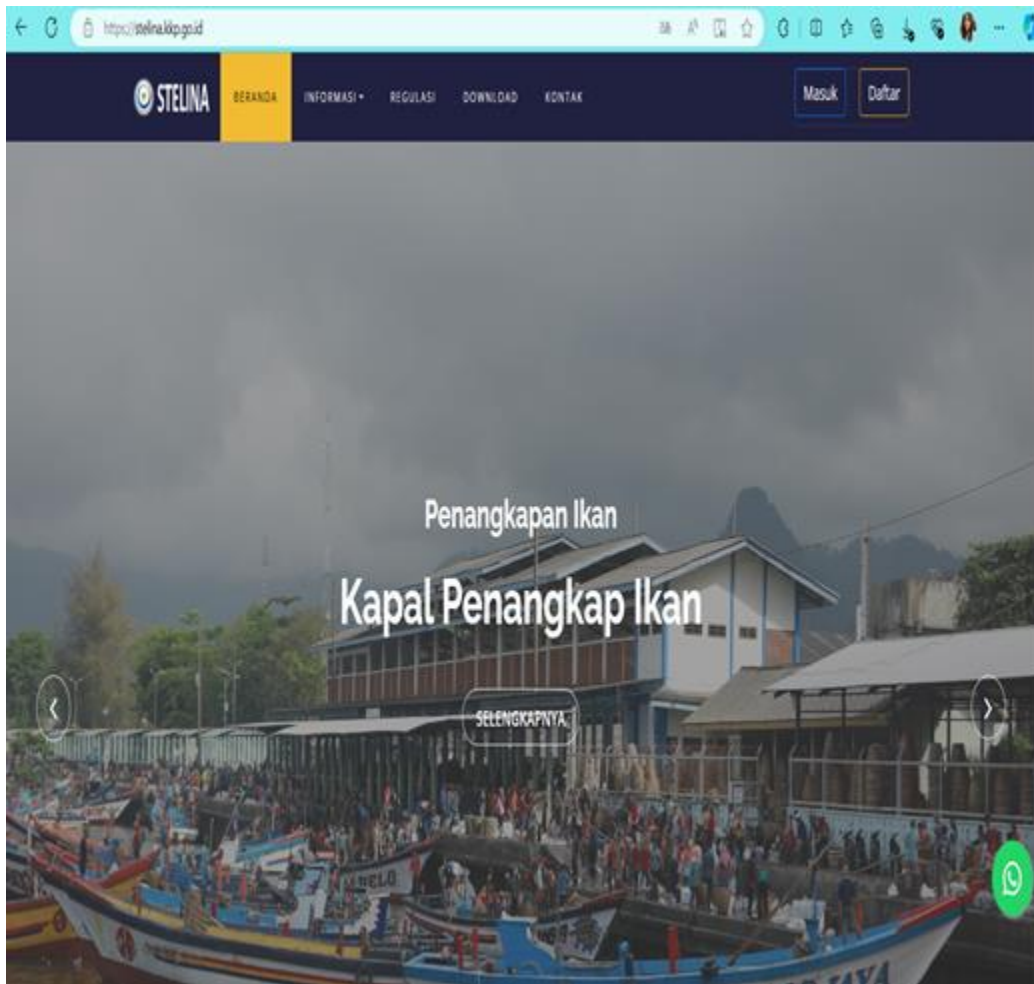 https://stelina.kkp.go.id
STELINA
BERANDA
INFORMASI
REGULASI
DOWNLOAD
KONTAK
Masuk
Daftar
Penangkapan Ikan
Kapal Penangkap Ikan
SELENGKAPNYA
JAYA